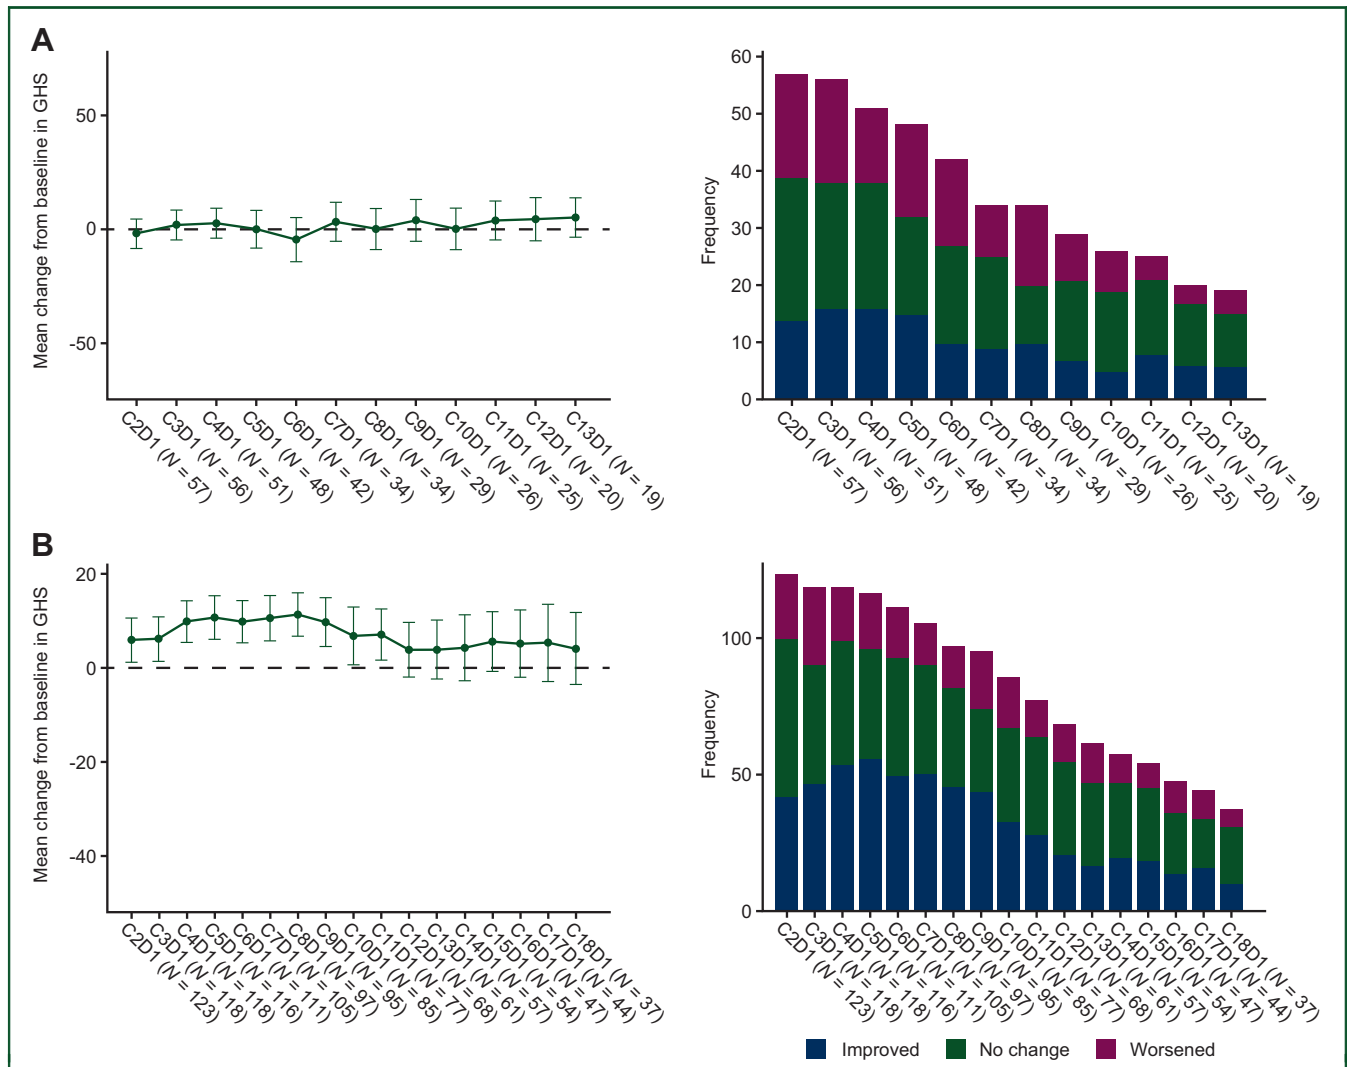 A
Mean change from baseline in GHS
50
0
-50
C2D1 (N = 57)
C3D1 (N = 56)
C4D1 (N = 51)
C5D1 (N = 48)
C6D1 (N = 42)
C7D1 (N = 34)
C8D1 (N = 34)
C9D1 (N = 29)
C10D1 (N = 26)
C11D1 (N = 25)
C12D1 (N = 20)
C13D1 (N = 19)
Frequency
60
50
40
30
20
10
0
C2D1 (N = 57)
C3D1 (N = 56)
C4D1 (N = 51)
C5D1 (N = 48)
C6D1 (N = 42)
C7D1 (N = 34)
C8D1 (N = 34)
C9D1 (N = 29)
C10D1 (N = 26)
C11D1 (N = 25)
C12D1 (N = 20)
C13D1 (N = 19)
B
Mean change from baseline in GHS
20
0
-20
-40
C2D1 (N = 123)
C3D1 (N = 118)
C4D1 (N = 118)
C5D1 (N = 116)
C6D1 (N = 111)
C7D1 (N = 105)
C8D1 (N = 97)
C9D1 (N = 95)
C10D1 (N = 85)
C11D1 (N = 77)
C12D1 (N = 68)
C13D1 (N = 61)
C14D1 (N = 57)
C15D1 (N = 54)
C16D1 (N = 47)
C17D1 (N = 44)
C18D1 (N = 37)
Frequency
100
50
0
C2D1 (N = 123)
C3D1 (N = 118)
C4D1 (N = 118)
C5D1 (N = 116)
C6D1 (N = 111)
C7D1 (N = 105)
C8D1 (N = 97)
C9D1 (N = 95)
C10D1 (N = 85)
C11D1 (N = 77)
C12D1 (N = 68)
C13D1 (N = 61)
C14D1 (N = 57)
C15D1 (N = 54)
C16D1 (N = 47)
C17D1 (N = 44)
C18D1 (N = 37)
Improved
No change
Worsened